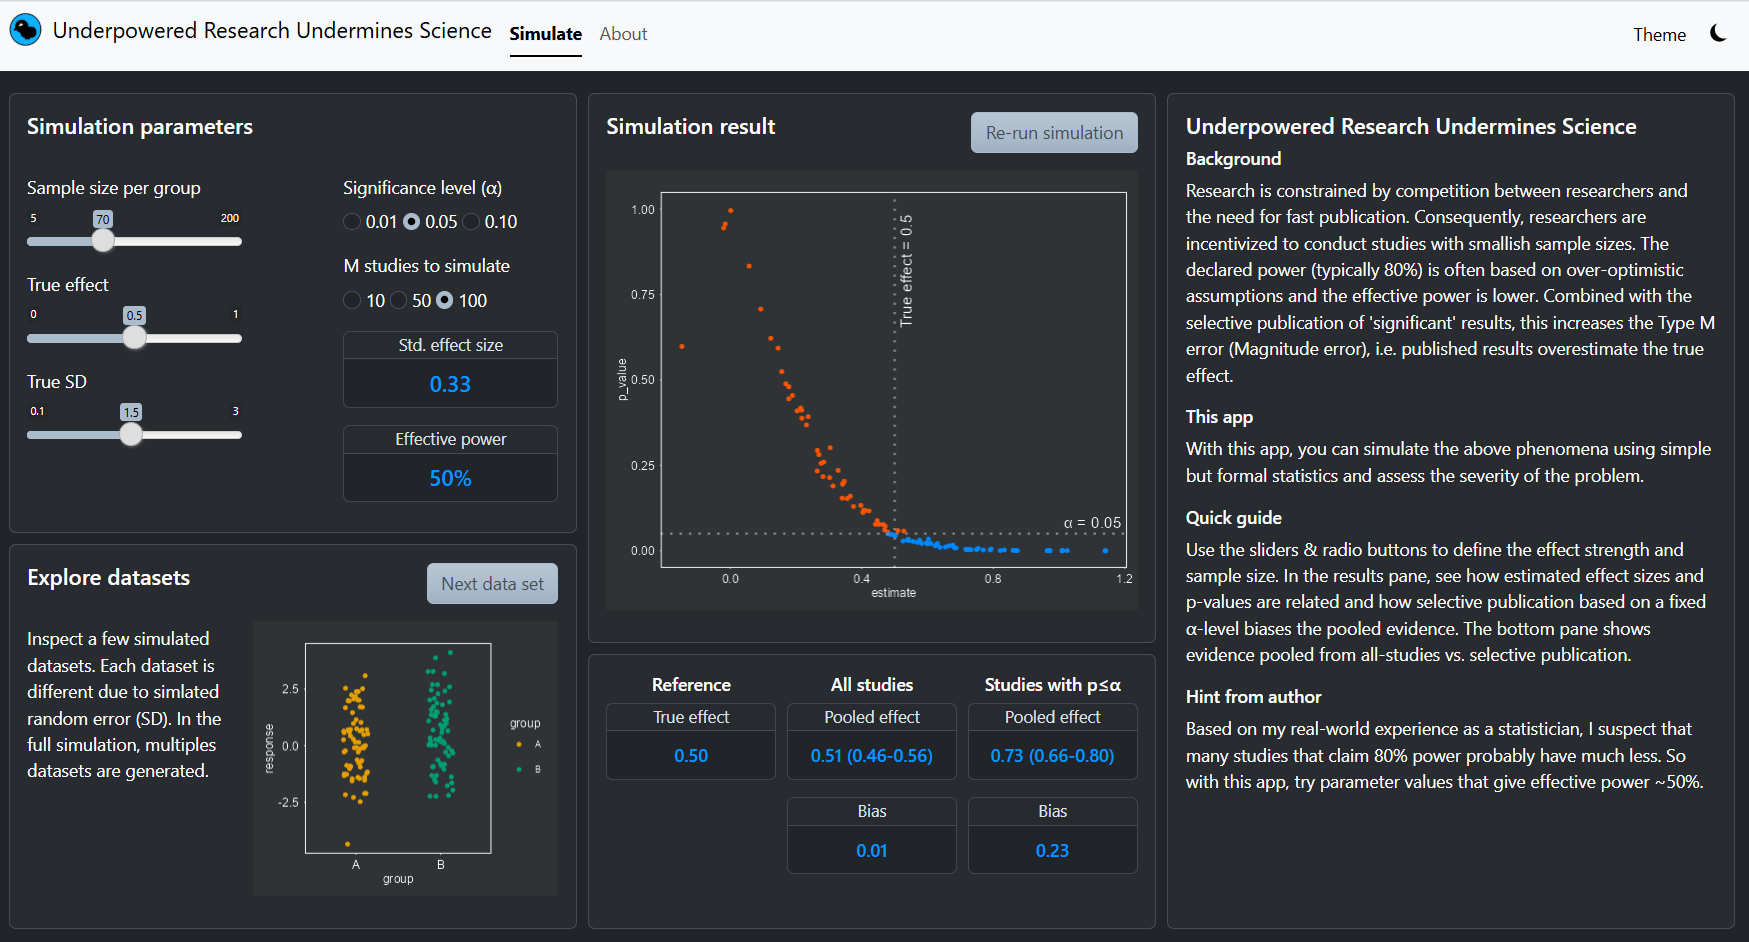 Underpowered Research Undermines Science
Simulate
About
Theme
Simulation parameters
Sample size per group
5
70
200
True effect
0
0.5
1
True SD
0.1
1.5
3
Significance level (α)
0.01
0.05
0.10
M studies to simulate
10
50
100
Std. effect size
0.33
Effective power
50%
Explore datasets
Next data set
Inspect a few simulated
datasets. Each dataset is
different due to simlated
random error (SD). In the
full simulation, multiples
datasets are generated.
2.5
0.0
-2.5
response
A
B
group
group
A
B
Simulation result
Re-run simulation
1.00
0.75
0.50
0.25
0.00
p_value
True effect = 0.5
α = 0.05
0.0
0.4
0.8
1.2
estimate
Reference
True effect
0.50
All studies
Pooled effect
0.51 (0.46-0.56)
Bias
0.01
Studies with p≤α
Pooled effect
0.73 (0.66-0.80)
Bias
0.23
Underpowered Research Undermines Science
Background
Research is constrained by competition between researchers and
the need for fast publication. Consequently, researchers are
incentivized to conduct studies with smallish sample sizes. The
declared power (typically 80%) is often based on over-optimistic
assumptions and the effective power is lower. Combined with the
selective publication of 'significant' results, this increases the Type M
error (Magnitude error), i.e. published results overestimate the true
effect.
This app
With this app, you can simulate the above phenomena using simple
but formal statistics and assess the severity of the problem.
Quick guide
Use the sliders & radio buttons to define the effect strength and
sample size. In the results pane, see how estimated effect sizes and
p-values are related and how selective publication based on a fixed
α-level biases the pooled evidence. The bottom pane shows
evidence pooled from all-studies vs. selective publication.
Hint from author
Based on my real-world experience as a statistician, I suspect that
many studies that claim 80% power probably have much less. So
with this app, try parameter values that give effective power ~50%.